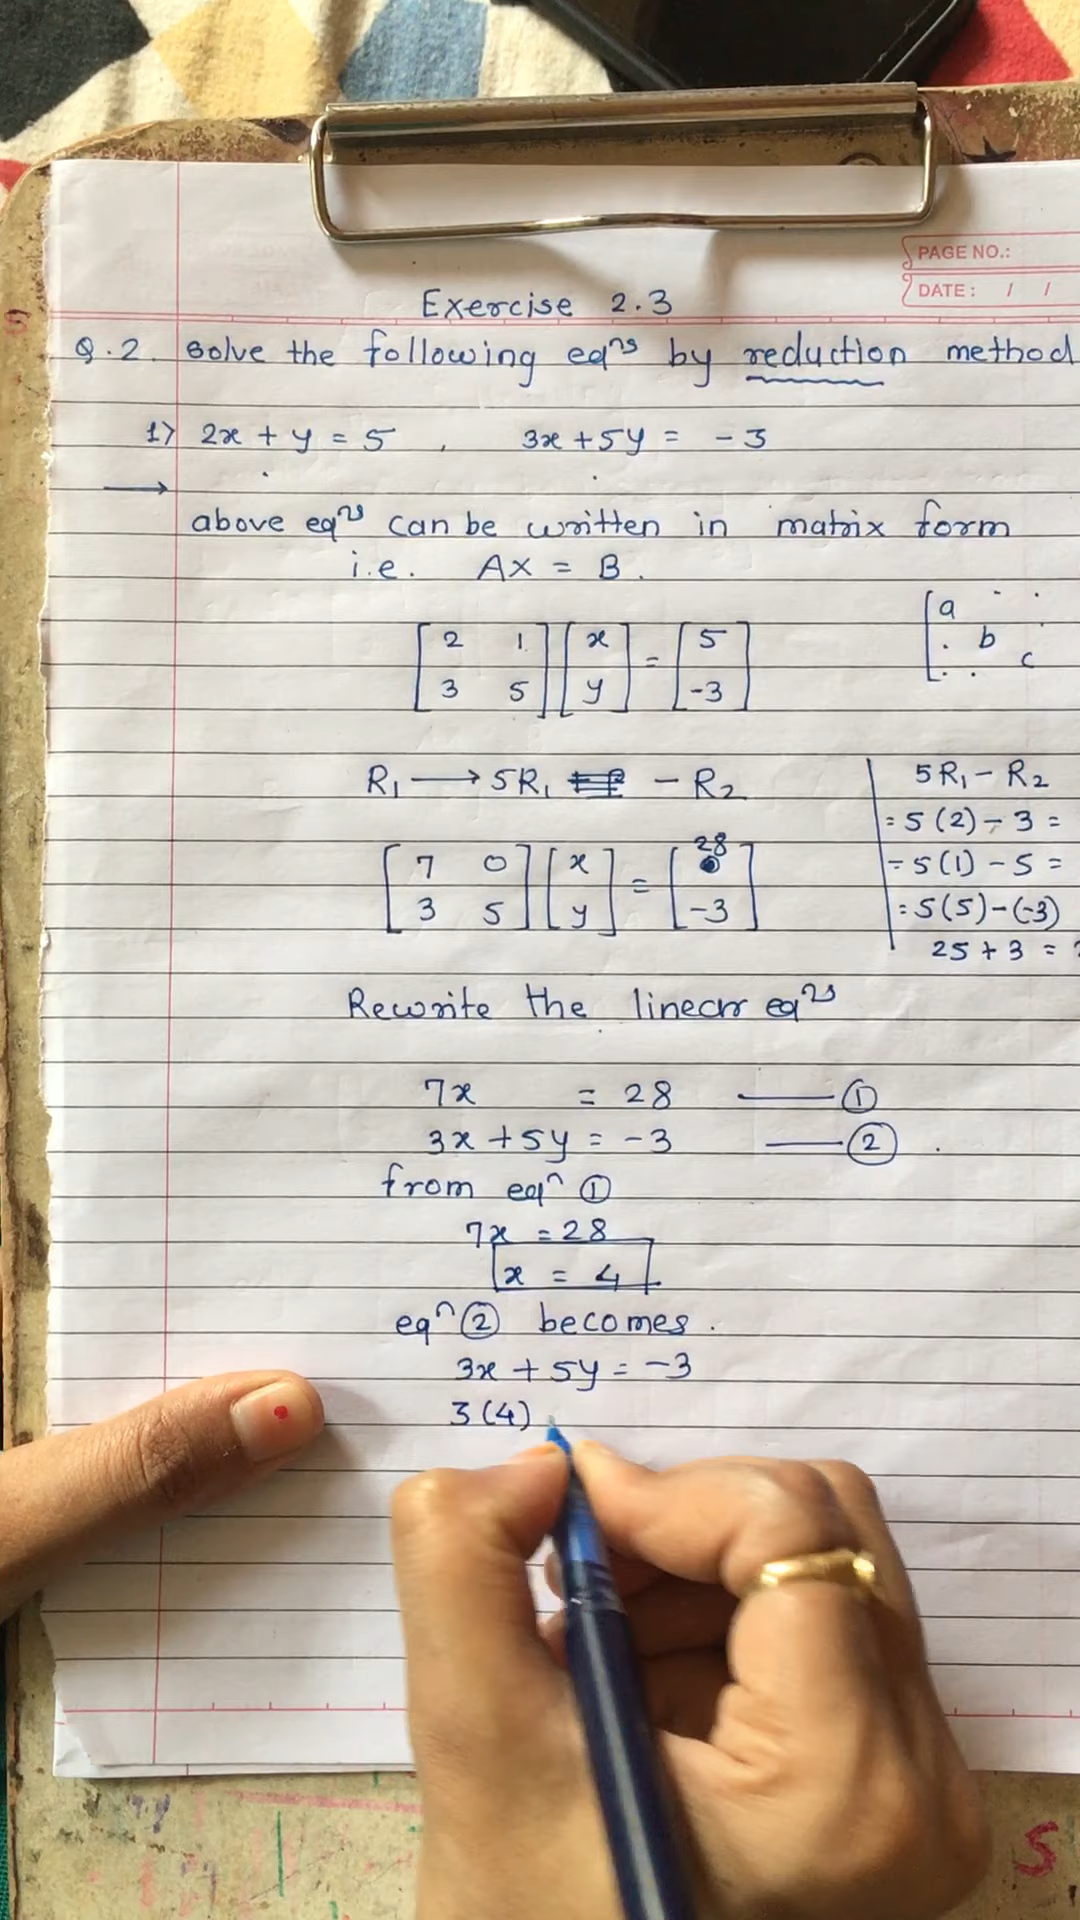 PAGE NO.:
DATE: / /
Exercise 2.3
Q.2. solve the following eqns by reduction method
1) 2x + y = 5 , 3x + 5y = -3
above eqns can be written in matrix form
i.e. AX = B.
[2 1; 3 5] [x; y] = [5; -3]
[a . .
. b
. . c
R1 → 5R1 - R2
5R1 - R2
= 5(2) - 3 =
= 5(1) - 5 =
= 5(5) - (-3)
25 + 3 =
[7 0; 3 5] [x; y] = [28; -3]
Rewrite the linear eqns
7x = 28 —— ①
3x + 5y = -3 —— ②
from eqn ①
7x = 28
x = 4
eqn ② becomes.
3x + 5y = -3
3(4)
S